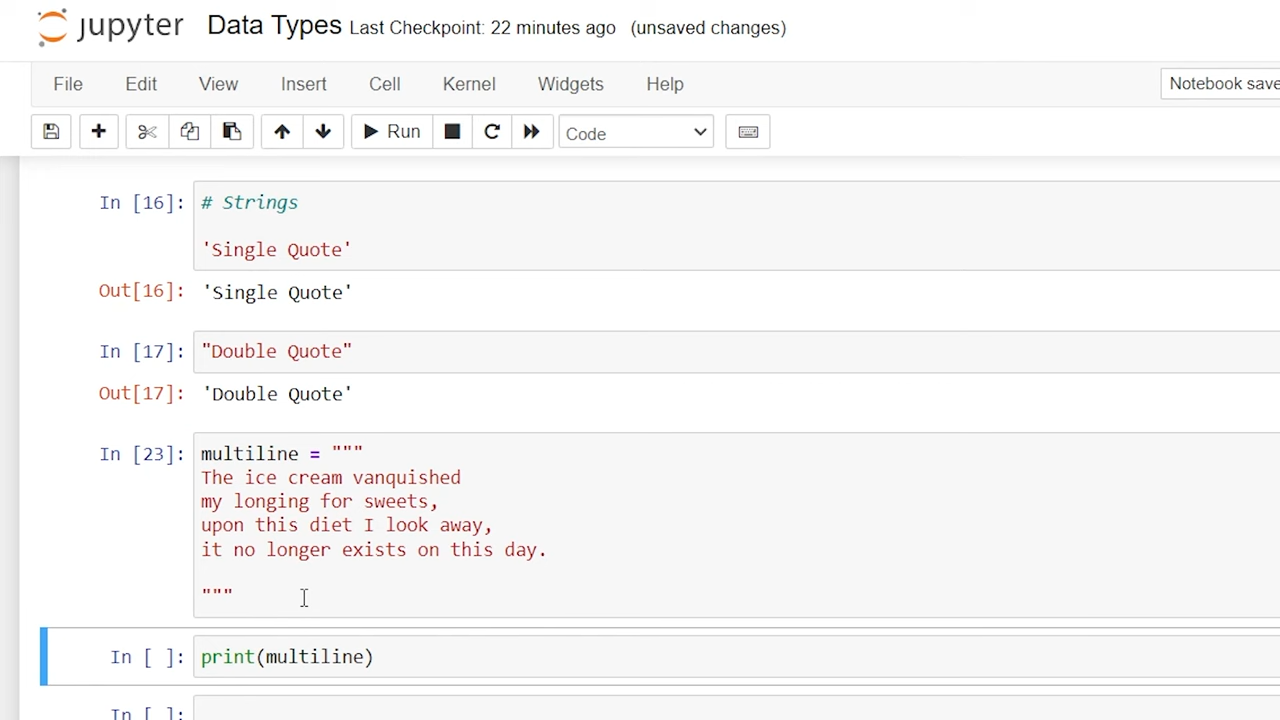 jupyter Data Types Last Checkpoint: 22 minutes ago (unsaved changes)
File Edit View Insert Cell Kernel Widgets Help Notebook save
Run Code
In [16]: # Strings
'Single Quote'
Out[16]: 'Single Quote'
In [17]: "Double Quote"
Out[17]: 'Double Quote'
In [23]: multiline = """
The ice cream vanquished
my longing for sweets,
upon this diet I look away,
it no longer exists on this day.
"""
In [ ]: print(multiline)
In [ ]: